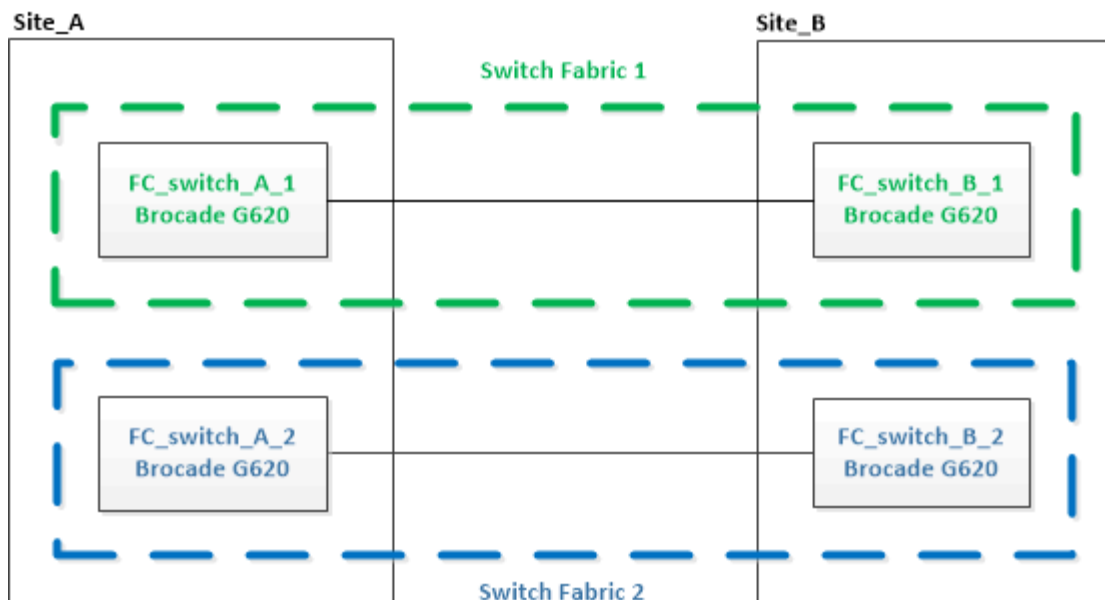 Site_A
Site_B
Switch Fabric 1
FC_switch_A_1
Brocade G620
FC_switch_B_1
Brocade G620
FC_switch_A_2
Brocade G620
FC_switch_B_2
Brocade G620
Switch Fabric 2